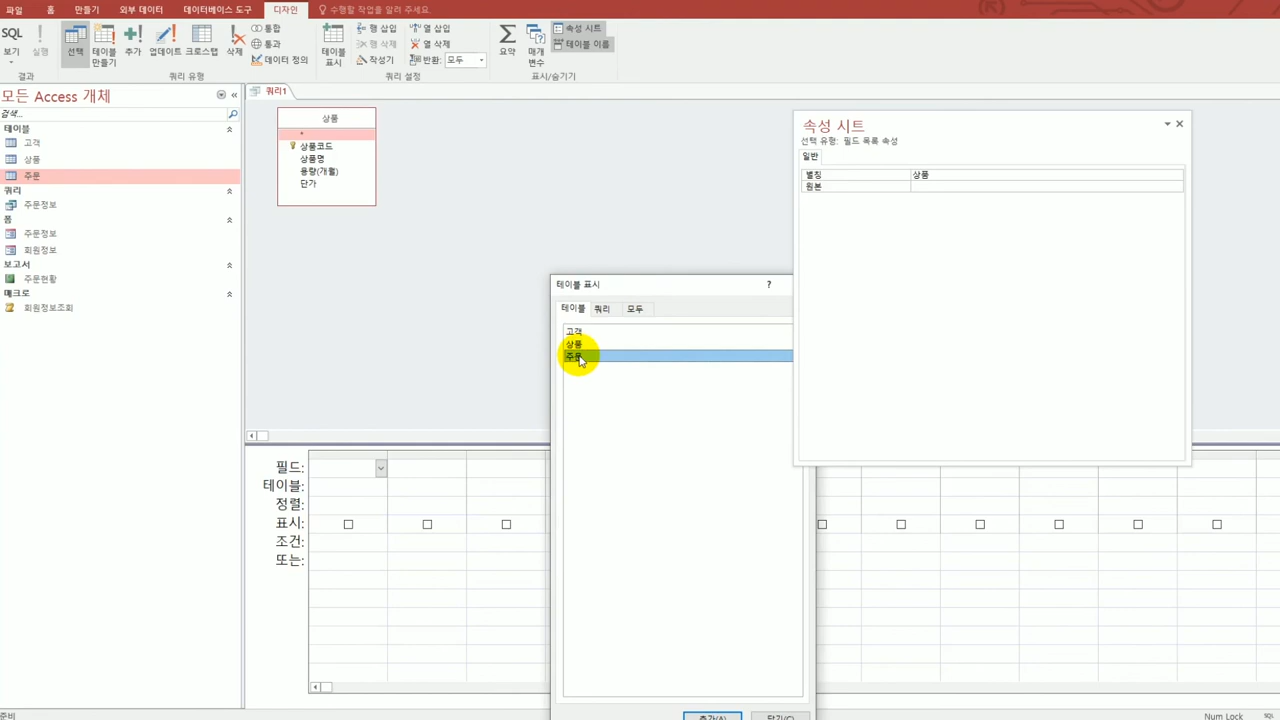 파일 홈 만들기 외부 데이터 데이터베이스 도구 디자인 수행할 작업을 알려 주세요.
SQL
보기 실행 선택 테이블 만들기 추가 업데이트 크로스탭 삭제
통합
통과
데이터 정의
테이블 표시
행 삽입
행 삭제
작성기
열 삽입
열 삭제
반환: 모두
요약 매개 변수
속성 시트
테이블 이름
결과 쿼리 유형 쿼리 설정 표시/숨기기
모든 Access 개체
검색...
테이블
고객
상품
주문
쿼리
주문정보
폼
주문정보
회원정보
보고서
주문현황
매크로
회원정보조회
쿼리1
상품
*
상품코드
상품명
용량(개월)
단가
속성 시트
선택 유형: 필드 목록 속성
일반
별칭 상품
원본
테이블 표시 ?
테이블 쿼리 모두
고객
상품
주문
추가(A) 닫기(C)
필드:
테이블:
정렬:
표시:
조건:
또는:
준비 Num Lock SQL